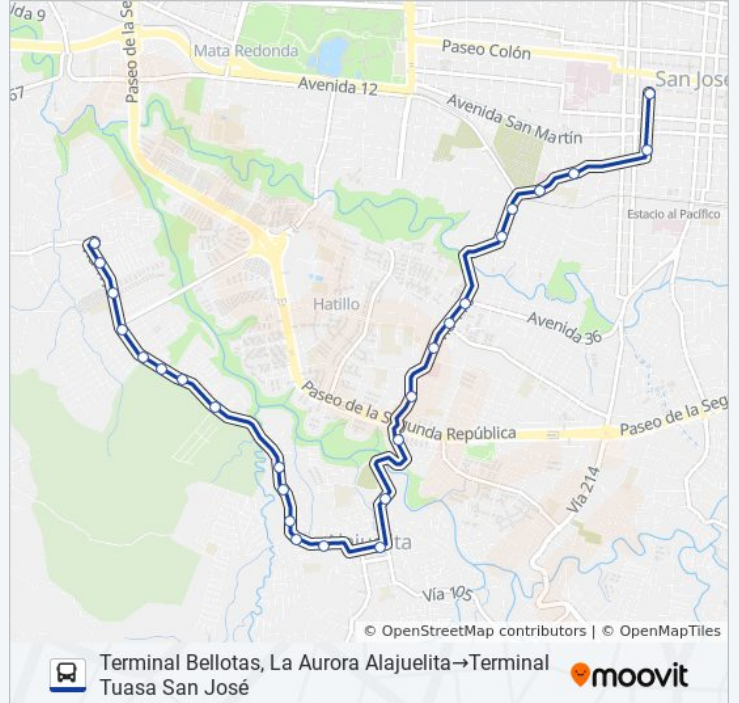 lda 9
Paseo de la Se
Mata Redonda
Paseo Colón
San José
67
Avenida 12
Avenida San Martín
Estacio al Pacífico
Hatillo
Avenida 36
Paseo de la Segunda República
Paseo de la Seg
Vía 214
Alajuelita
Vía 105
© OpenStreetMap contributors | © OpenMapTiles
Terminal Bellotas, La Aurora Alajuelita→Terminal
Tuasa San José
moovit